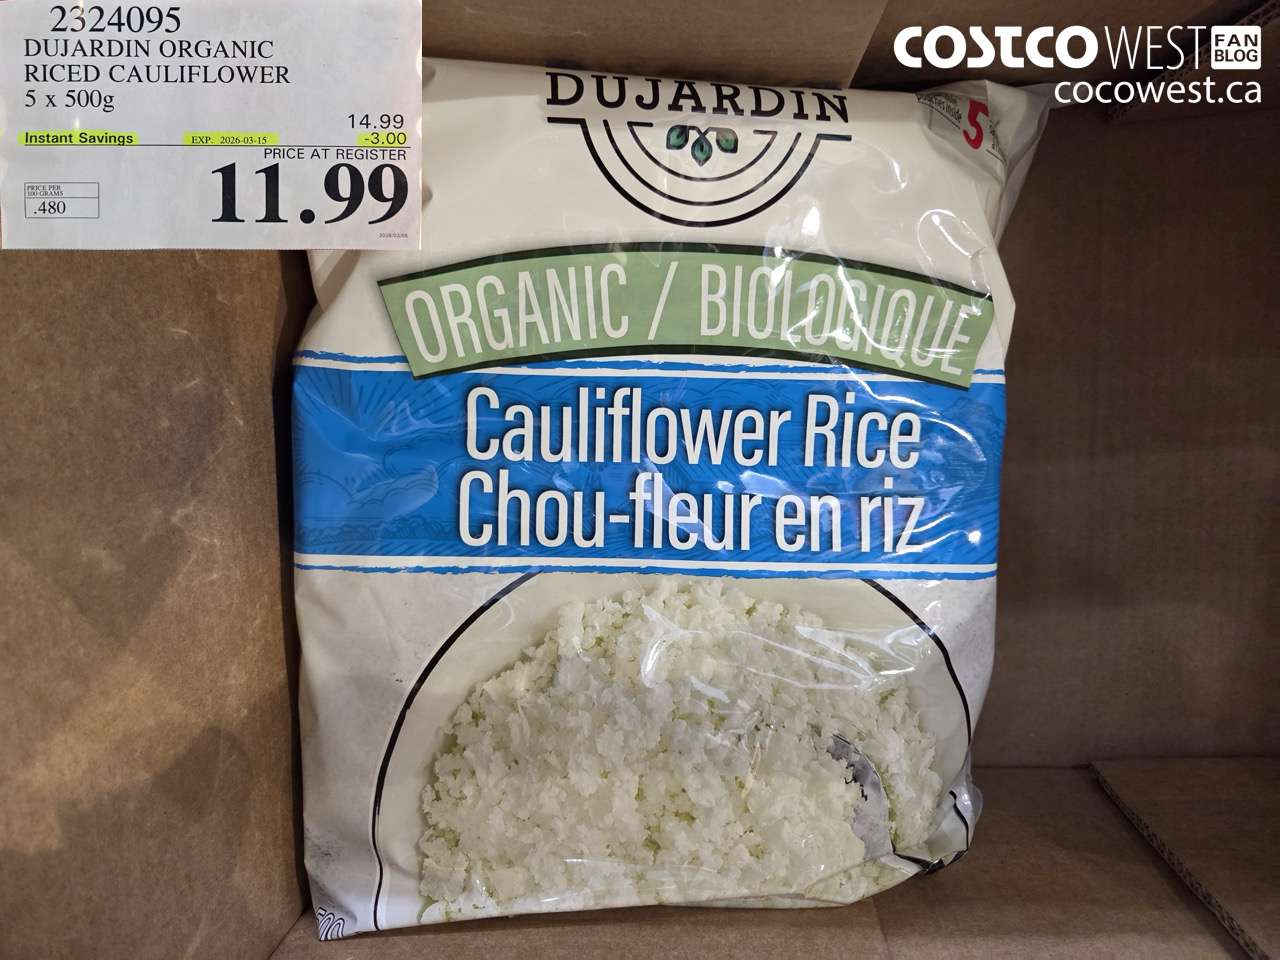 2324095
DUJARDIN ORGANIC
RICED CAULIFLOWER
5 x 500g
14.99
Instant Savings EXP. 2026-03-15 -3.00
PRICE AT REGISTER
11.99
PRICE PER
100 GRAMS
.480
COSTCO WEST FAN BLOG
cocowest.ca
DUJARDIN
5
ORGANIC / BIOLOGIQUE
Cauliflower Rice
Chou-fleur en riz